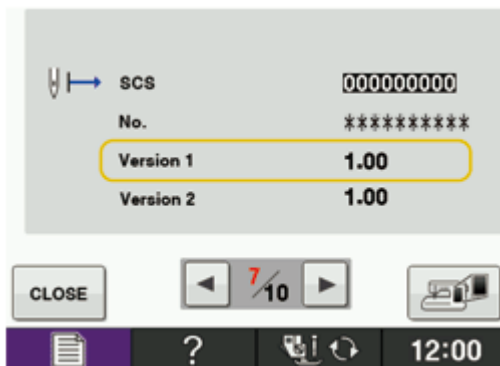 SCS 000000000
No. **********
Version 1 1.00
Version 2 1.00
CLOSE 7/10
? i 12:00